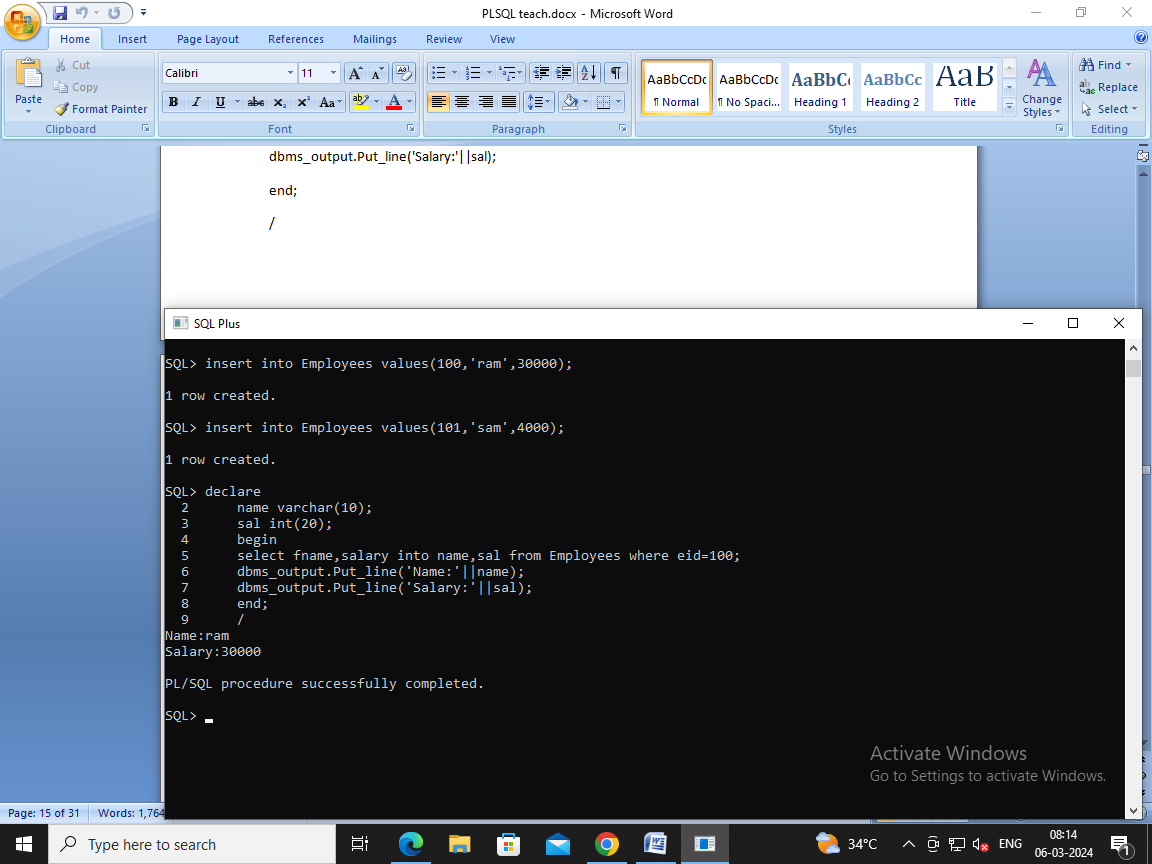 PLSQL teach.docx - Microsoft Word
Home Insert Page Layout References Mailings Review View
Paste
Cut
Copy
Format Painter
Clipboard
Calibri 11
B I U abc x₂ x² Aa ab A
Font
Paragraph
AaBbCcDc AaBbCcDc AaBbC AaBbCc AaB
¶ Normal ¶ No Spaci... Heading 1 Heading 2 Title
Change Styles
Styles
Find
Replace
Select
Editing
dbms_output.Put_line('Salary:'||sal);
end;
/
SQL Plus
SQL> insert into Employees values(100,'ram',30000);
1 row created.
SQL> insert into Employees values(101,'sam',4000);
1 row created.
SQL> declare
2 name varchar(10);
3 sal int(20);
4 begin
5 select fname,salary into name,sal from Employees where eid=100;
6 dbms_output.Put_line('Name:'||name);
7 dbms_output.Put_line('Salary:'||sal);
8 end;
9 /
Name:ram
Salary:30000
PL/SQL procedure successfully completed.
SQL>
Activate Windows
Go to Settings to activate Windows.
Page: 15 of 31 Words: 1,764
Type here to search
34°C
ENG
08:14
06-03-2024
1